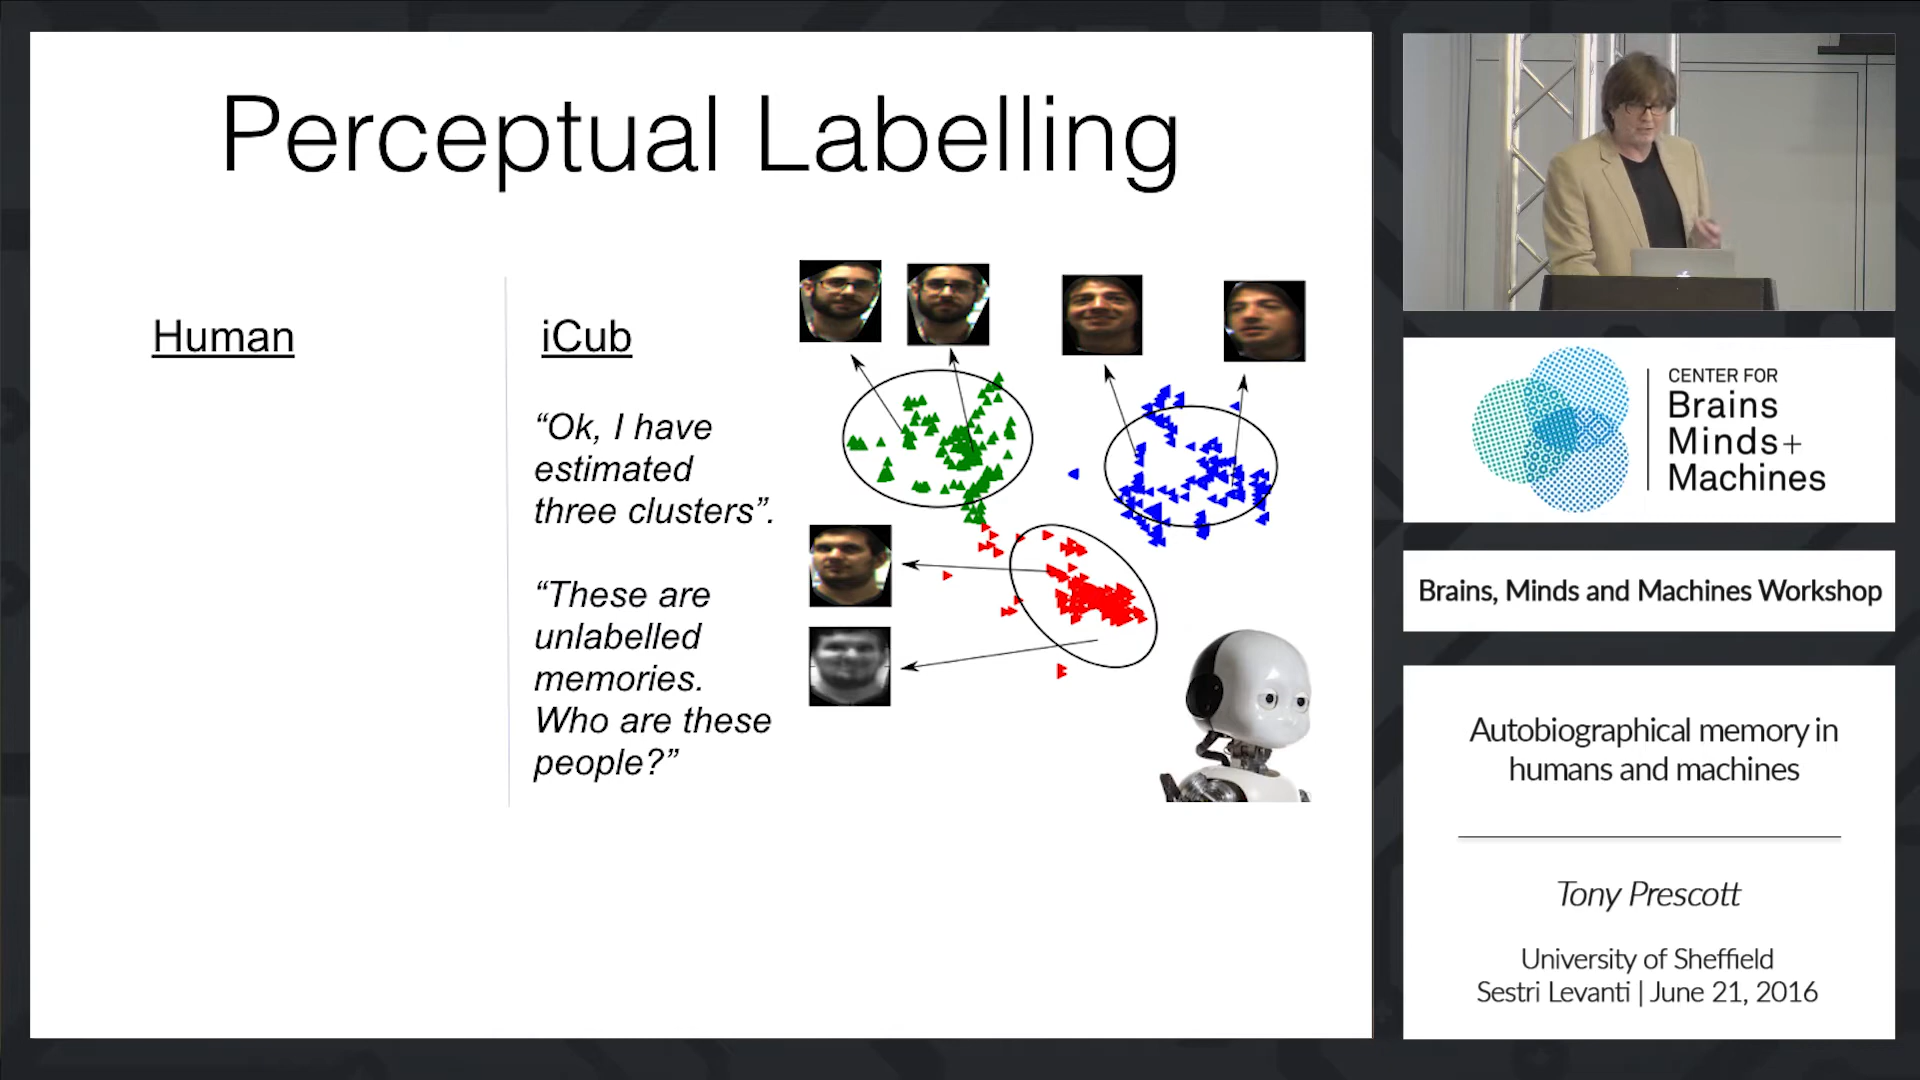 Perceptual Labelling
Human
iCub
“Ok, I have
estimated
three clusters”.
“These are
unlabelled
memories.
Who are these
people?”
CENTER FOR
Brains
Minds+
Machines
Brains, Minds and Machines Workshop
Autobiographical memory in
humans and machines
Tony Prescott
University of Sheffield
Sestri Levanti | June 21, 2016